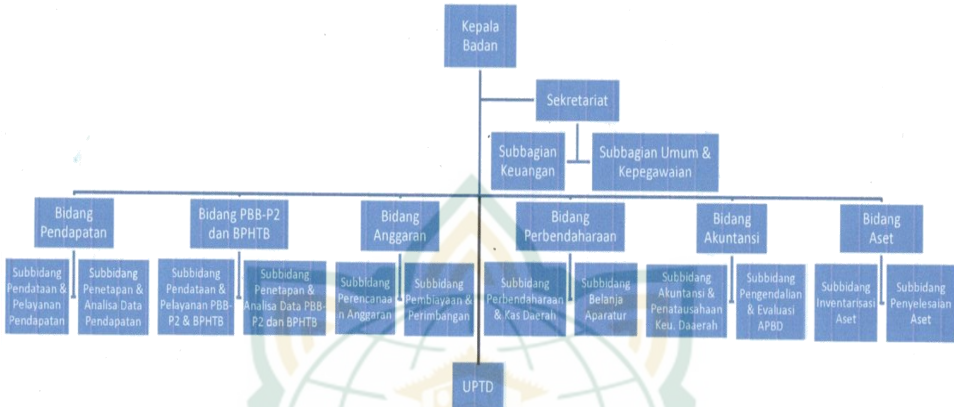 Kepala
Badan
Sekretariat
Subbagian
Keuangan
Subbagian Umum &
Kepegawaian
Bidang
Pendapatan
Bidang PBB-P2
dan BPHTB
Bidang
Anggaran
Bidang
Perbendaharaan
Bidang
Akuntansi
Bidang
Aset
Subbidang
Pendataan &
Pelayanan
Pendapatan
Subbidang
Penetapan &
Analisa Data
Pendapatan
Subbidang
Pendataan &
Pelayanan PBB-
P2 & BPHTB
Subbidang
Penetapan &
Analisa Data PBB-
P2 dan BPHTB
Subbidang
Perencanaa
n Anggaran
Subbidang
Pembiayaan &
Perimbangan
Subbidang
Perbendaharaan
& Kas Daerah
Subbidang
Belanja
Aparatur
Subbidang
Akuntansi &
Penatausahaan
Keu. Daaerah
Subbidang
Pengendalian
& Evaluasi
APBD
Subbidang
Inventarisasi
Aset
Subbidang
Penyelesaian
Aset
UPTD